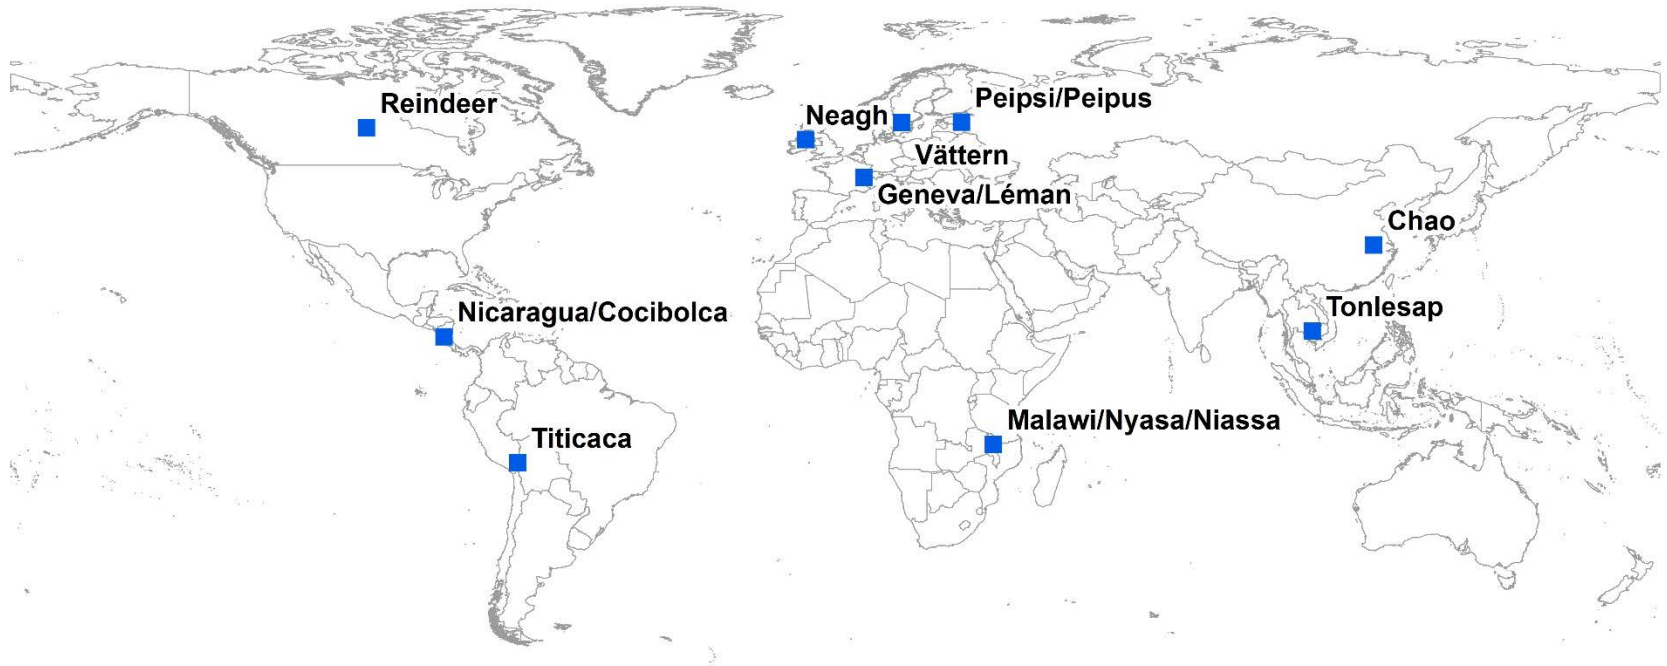 Reindeer
Peipsi/Peipus
Neagh
Vättern
Geneva/Léman
Chao
Nicaragua/Cocibolca
Tonlesap
Malawi/Nyasa/Niassa
Titicaca